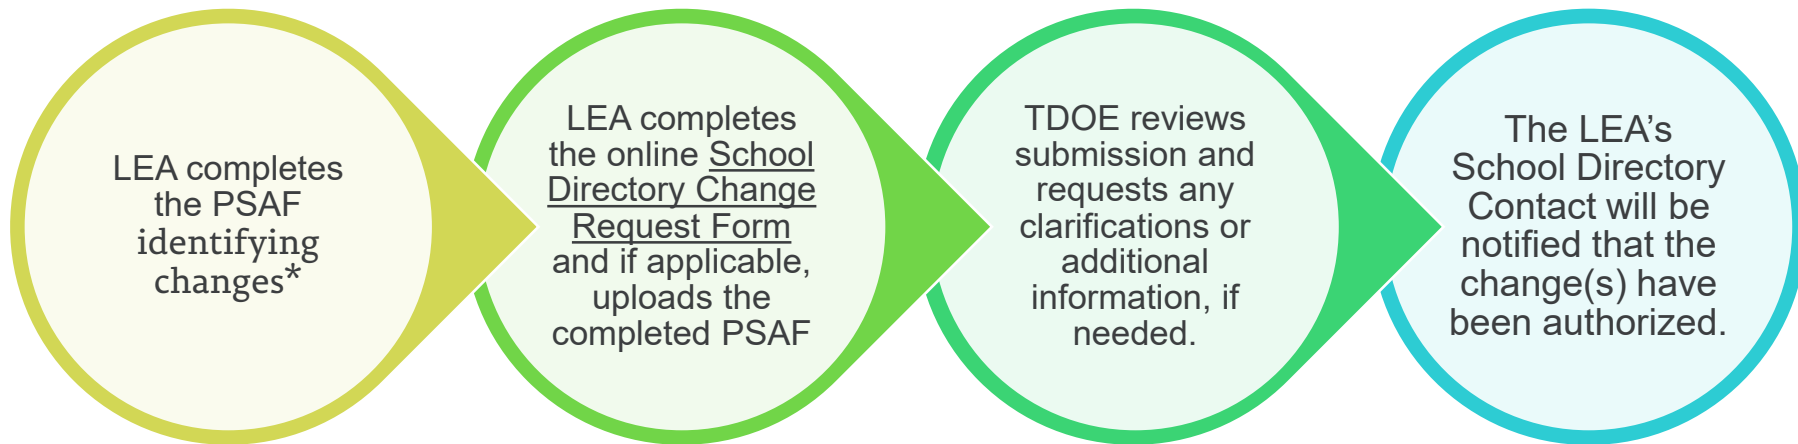 LEA completes
the PSAF
identifying
changes*
LEA completes
the online School
Directory Change
Request Form
and if applicable,
uploads the
completed PSAF
TDOE reviews
submission and
requests any
clarifications or
additional
information, if
needed.
The LEA’s
School Directory
Contact will be
notified that the
change(s) have
been authorized.